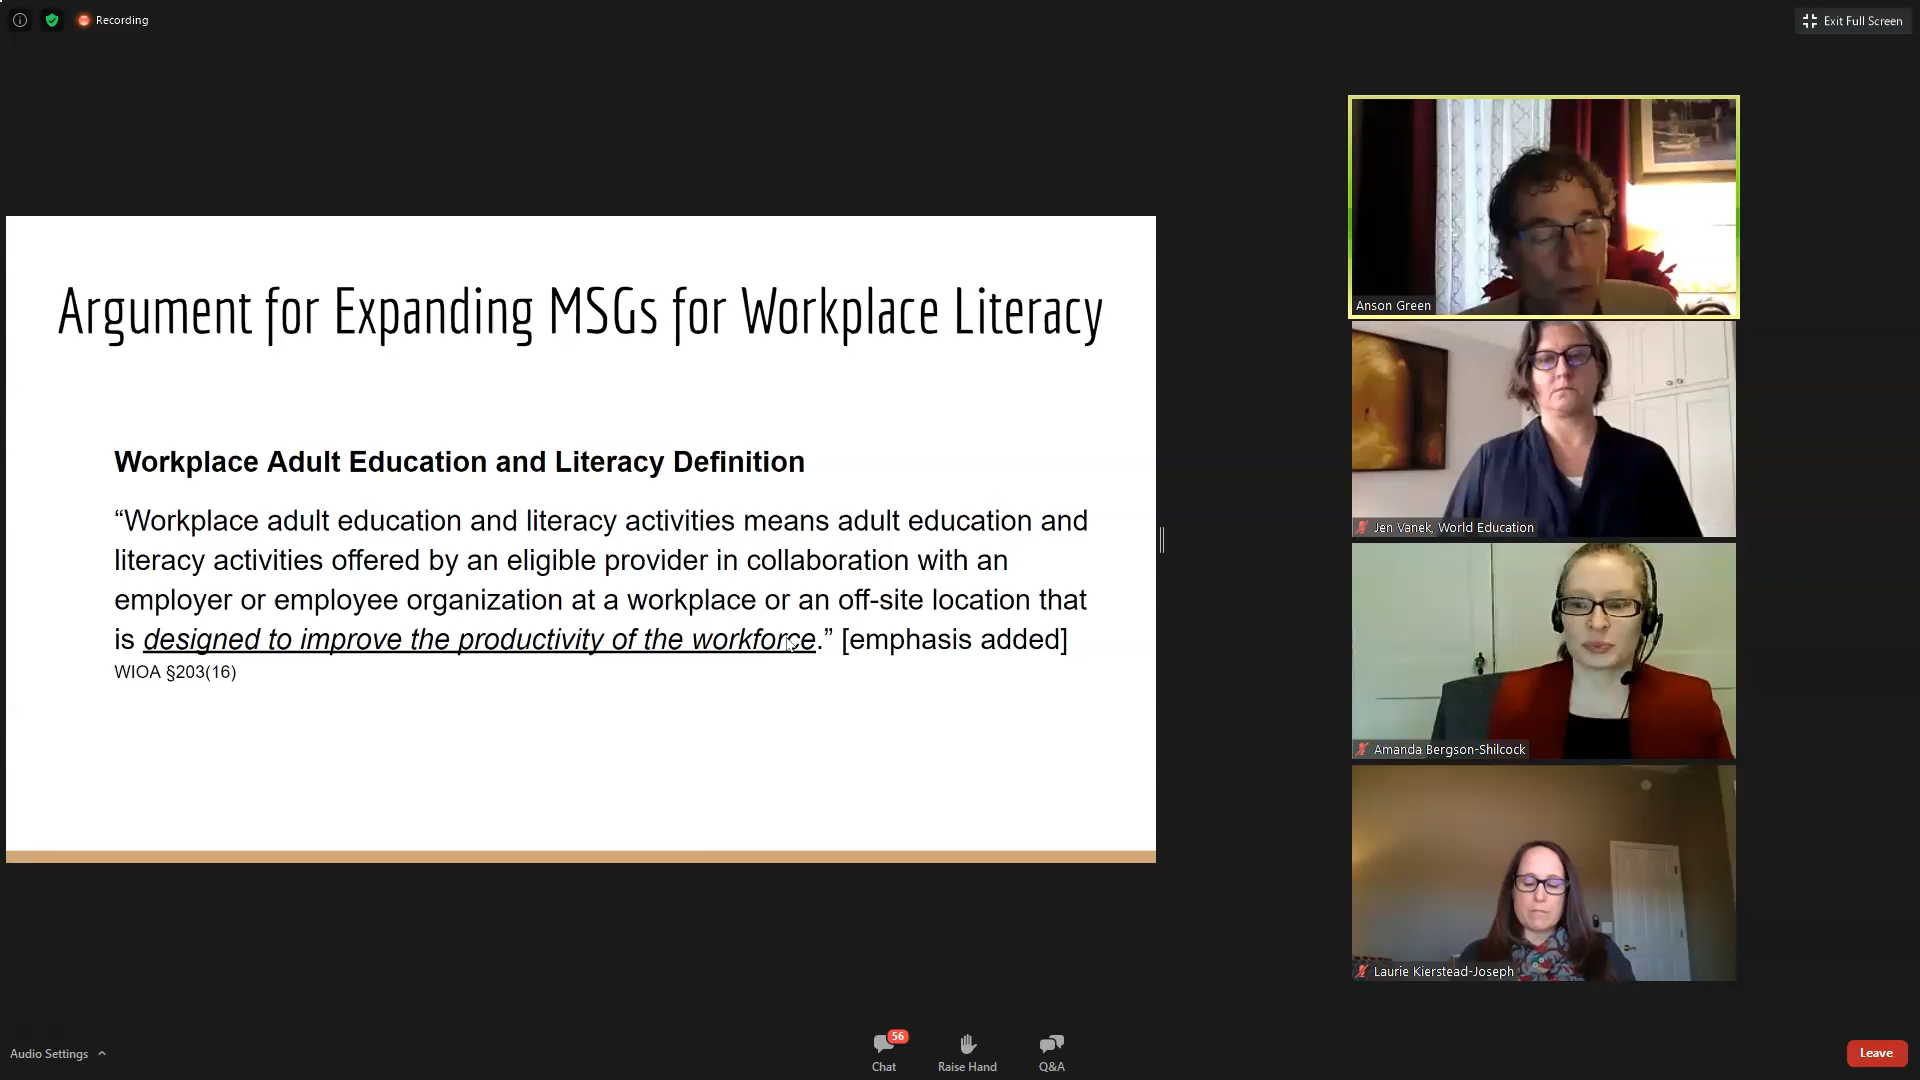 Recording
Exit Full Screen
Argument for Expanding MSGs for Workplace Literacy
Workplace Adult Education and Literacy Definition
“Workplace adult education and literacy activities means adult education and
literacy activities offered by an eligible provider in collaboration with an
employer or employee organization at a workplace or an off-site location that
is designed to improve the productivity of the workforce.” [emphasis added]
WIOA §203(16)
Anson Green
Jen Vanek, World Education
Amanda Bergson-Shilcock
Laurie Kierstead-Joseph
Audio Settings
56
Chat
Raise Hand
Q&A
Leave